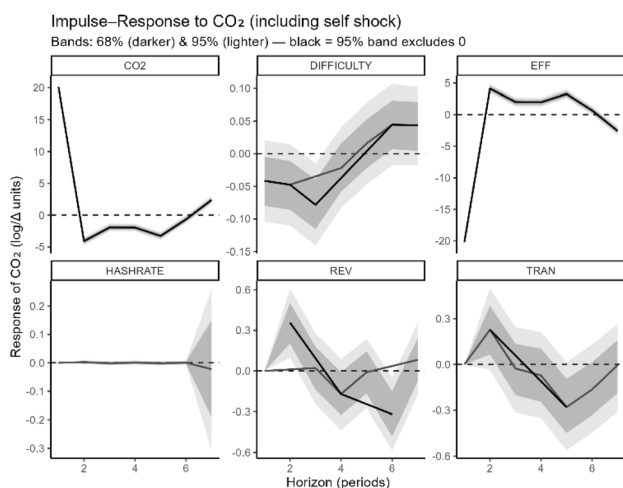 Impulse–Response to CO₂ (including self shock)
Bands: 68% (darker) & 95% (lighter) — black = 95% band excludes 0
CO2
DIFFICULTY
EFF
20
15
10
5
0
-5
0.10
0.05
0.00
-0.05
-0.10
-0.15
5
0
-5
-10
-15
-20
Response of CO₂ (log/Δ units)
HASHRATE
REV
TRAN
0.2
0.1
0.0
-0.1
-0.2
-0.3
0.6
0.3
0.0
-0.3
-0.6
0.3
0.0
-0.3
-0.6
2 4 6
2 4 6
2 4 6
Horizon (periods)